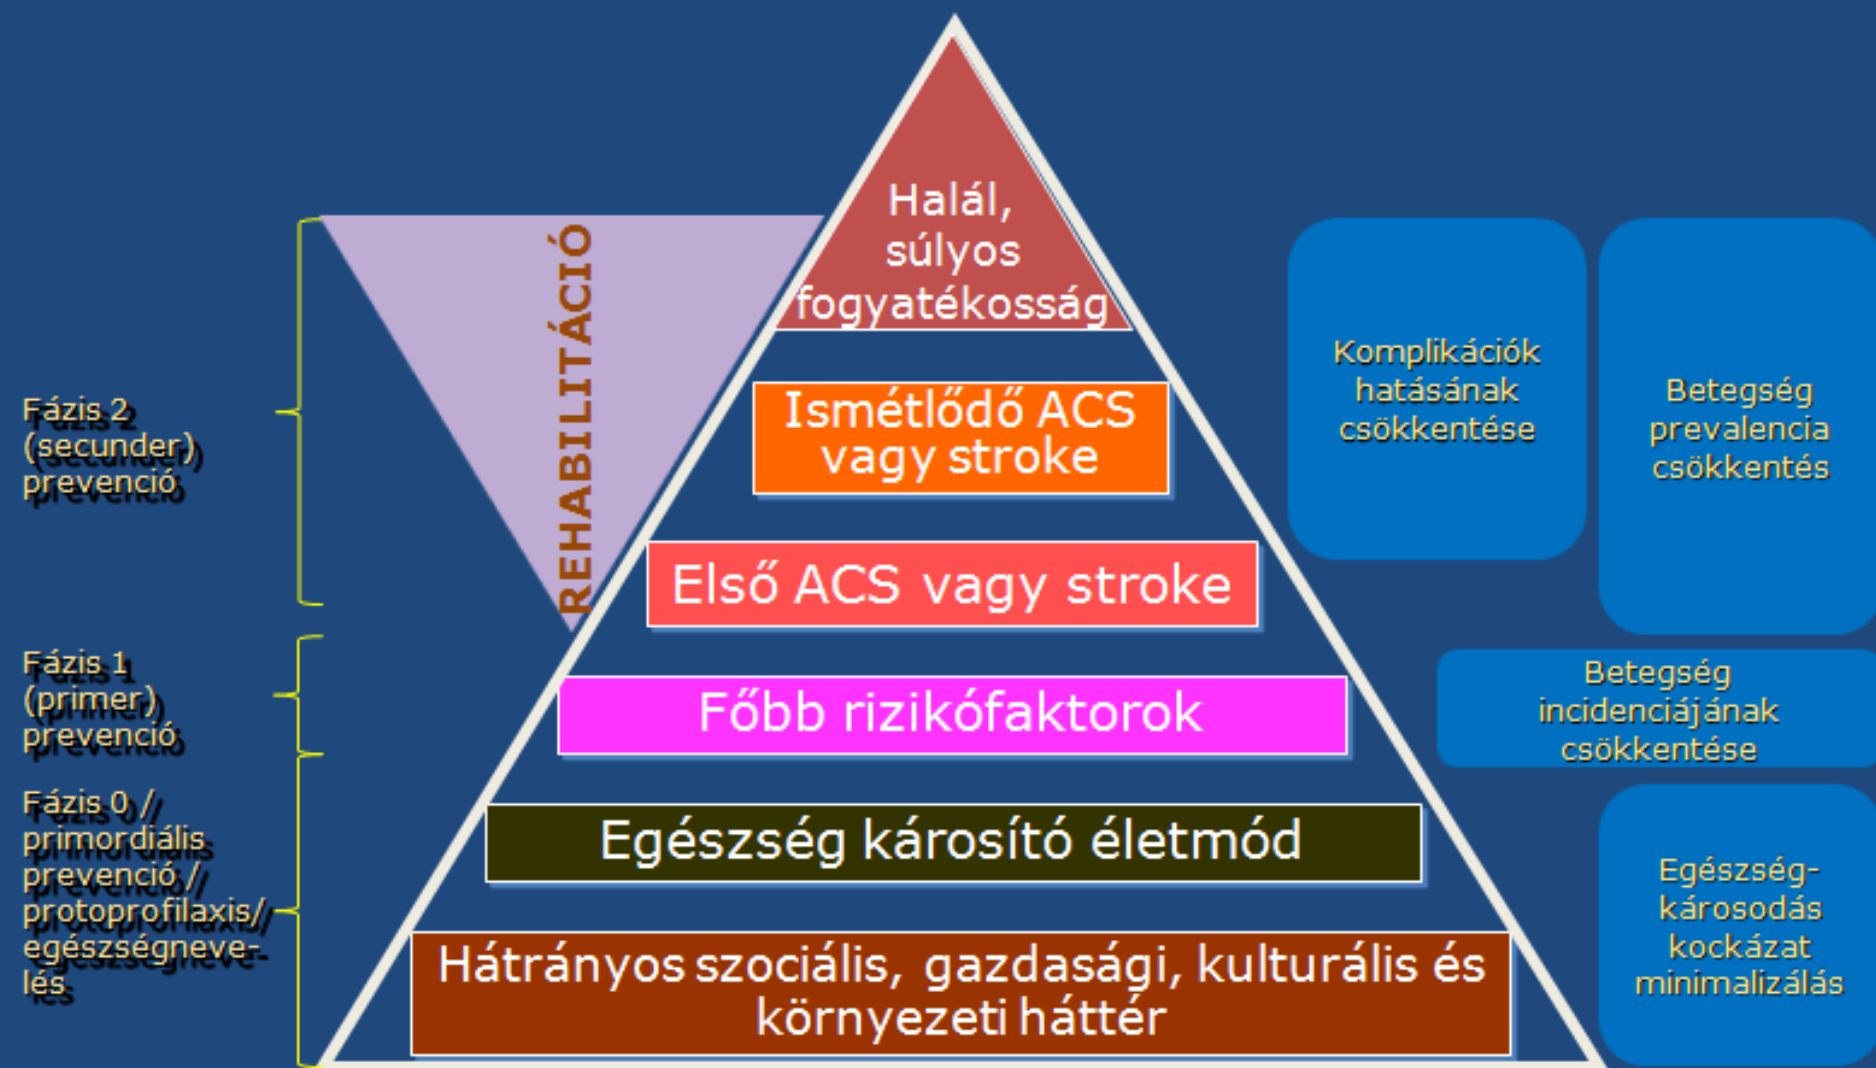 Halál,
súlyos
fogyatékosság
REHABILITÁCIÓ
Ismétlődő ACS
vagy stroke
Első ACS vagy stroke
Főbb rizikófaktorok
Egészség károsító életmód
Hátrányos szociális, gazdasági, kulturális és
környezeti háttér
Fázis 2
(secunder)
prevenció
Fázis 1
(primer)
prevenció
Fázis 0 /
primordiális
prevenció /
protoprofilaxis/
egészségneve-
lés
Komplikációk
hatásának
csökkentése
Betegség
prevalencia
csökkentés
Betegség
incidenciájának
csökkentése
Egészség-
károsodás
kockázat
minimalizálás